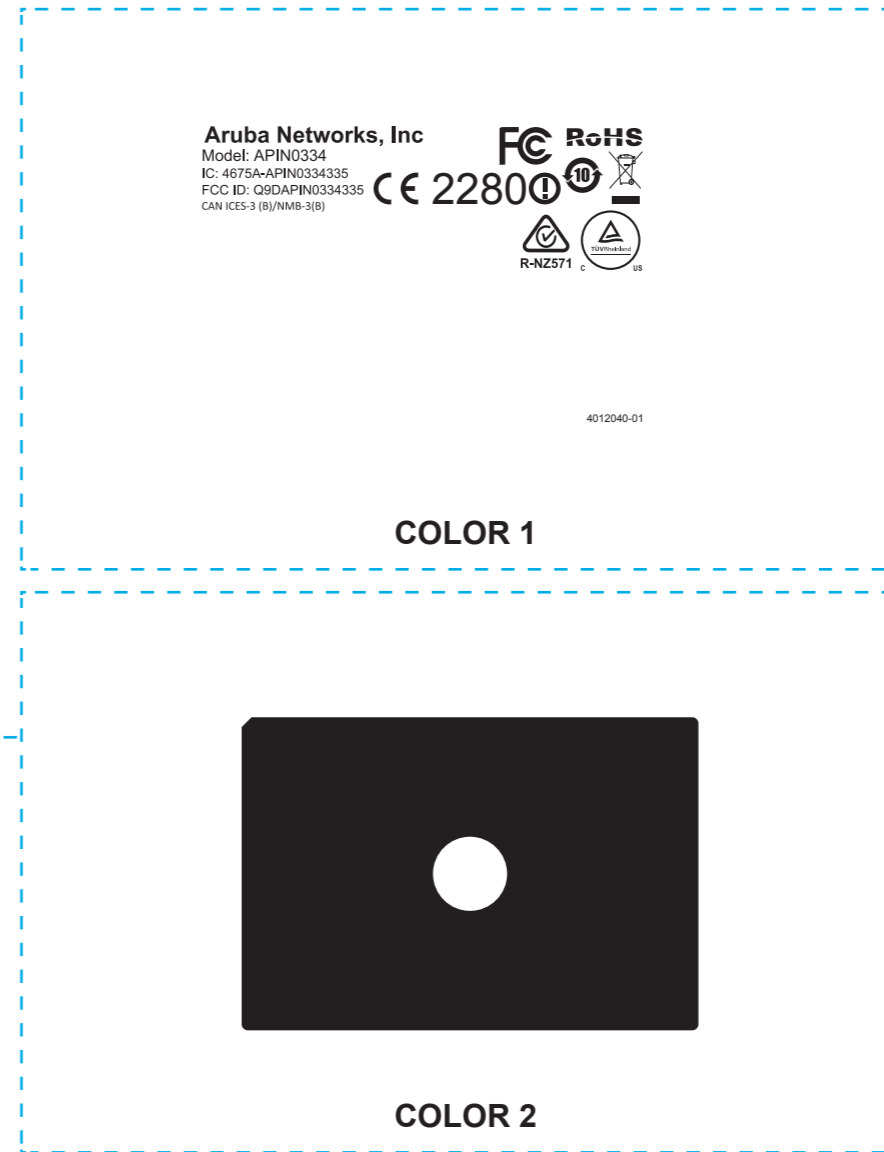 Aruba Networks, Inc
Model: APIN0334
IC: 4675A-APIN0334335
FCC ID: Q9DAPIN0334335
CAN ICES-3 (B)/NMB-3(B)
FC
RoHS
CE 2280
10
R-NZ571
TÜVRheinland
C US
4012040-01
COLOR 1
COLOR 2